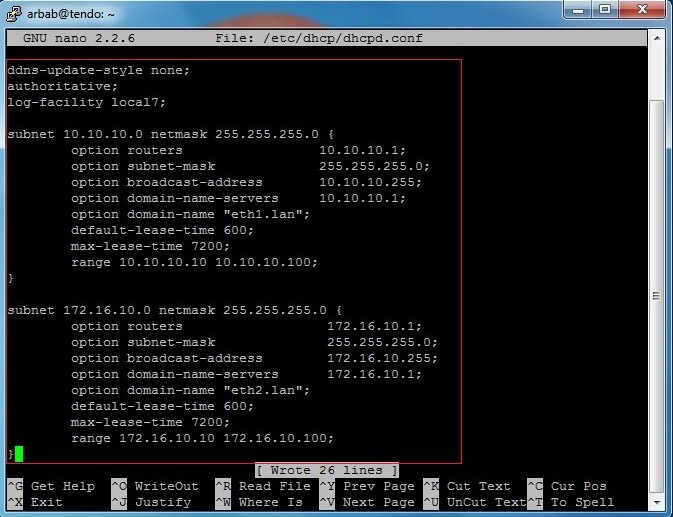 arbab@tendo: ~
GNU nano 2.2.6 File: /etc/dhcp/dhcpd.conf
ddns-update-style none;
authoritative;
log-facility local7;
subnet 10.10.10.0 netmask 255.255.255.0 {
option routers 10.10.10.1;
option subnet-mask 255.255.255.0;
option broadcast-address 10.10.10.255;
option domain-name-servers 10.10.10.1;
option domain-name "eth1.lan";
default-lease-time 600;
max-lease-time 7200;
range 10.10.10.10 10.10.10.100;
}
subnet 172.16.10.0 netmask 255.255.255.0 {
option routers 172.16.10.1;
option subnet-mask 255.255.255.0;
option broadcast-address 172.16.10.255;
option domain-name-servers 172.16.10.1;
option domain-name "eth2.lan";
default-lease-time 600;
max-lease-time 7200;
range 172.16.10.10 172.16.10.100;
}
[ Wrote 26 lines ]
^G Get Help ^O WriteOut ^R Read File ^Y Prev Page ^K Cut Text ^C Cur Pos
^X Exit ^J Justify ^W Where Is ^V Next Page ^U UnCut Text ^T To Spell